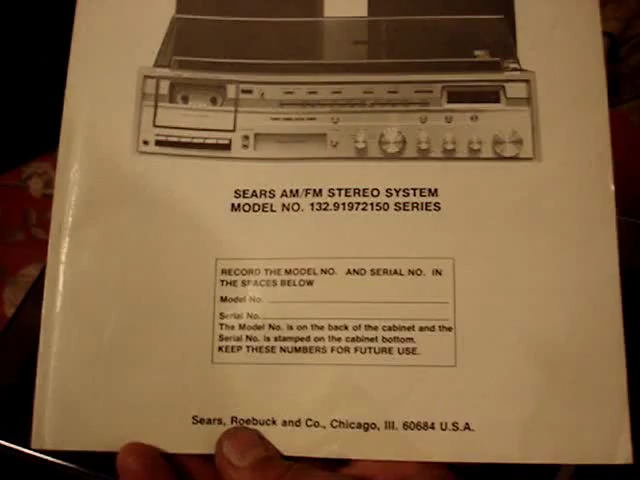 SEARS AM/FM STEREO SYSTEM
MODEL NO. 132.91972150 SERIES
RECORD THE MODEL NO. AND SERIAL NO. IN
THE SPACES BELOW
Model No.
Serial No.
The Model No. is on the back of the cabinet and the
Serial No. is stamped on the cabinet bottom.
KEEP THESE NUMBERS FOR FUTURE USE.
Sears, Roebuck and Co., Chicago, Ill. 60684 U.S.A.